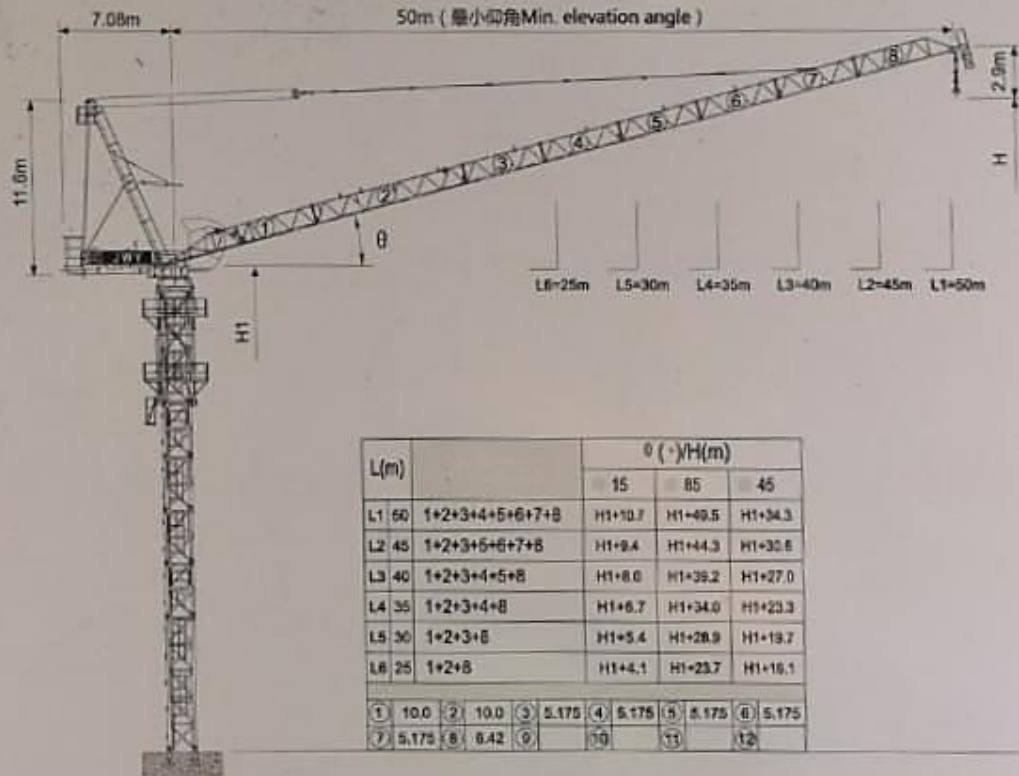 7.08m
50m ( 最小仰角Min. elevation angle )
2.9m
H
11.6m
1 2 3 4 5 6 7 8
θ
H1
L6=25m L5=30m L4=35m L3=40m L2=45m L1=50m
L(m) θ (°)/H(m)
15 85 45
L1 50 1+2+3+4+5+6+7+8 H1+10.7 H1+49.5 H1+34.3
L2 45 1+2+3+5+6+7+8 H1+9.4 H1+44.3
L3 40 1+2+3+4+5+8 H1+39.2 H1+27.0
L4 35 1+2+3+4+8 H1+6.7 H1+34.0 H1+23.3
L5 30 1+2+3+8 H1+5.4 H1+28.9 H1+19.7
L6 25 1+2+8 H1+4.1 H1+23.7
① 10.0 ② 10.0 ③ 5.175 ④ 5.175 ⑤ 5.175 ⑥ 5.175
⑦ 5.175 ⑧ 6.42 ⑨ ⑩ ⑪ ⑫